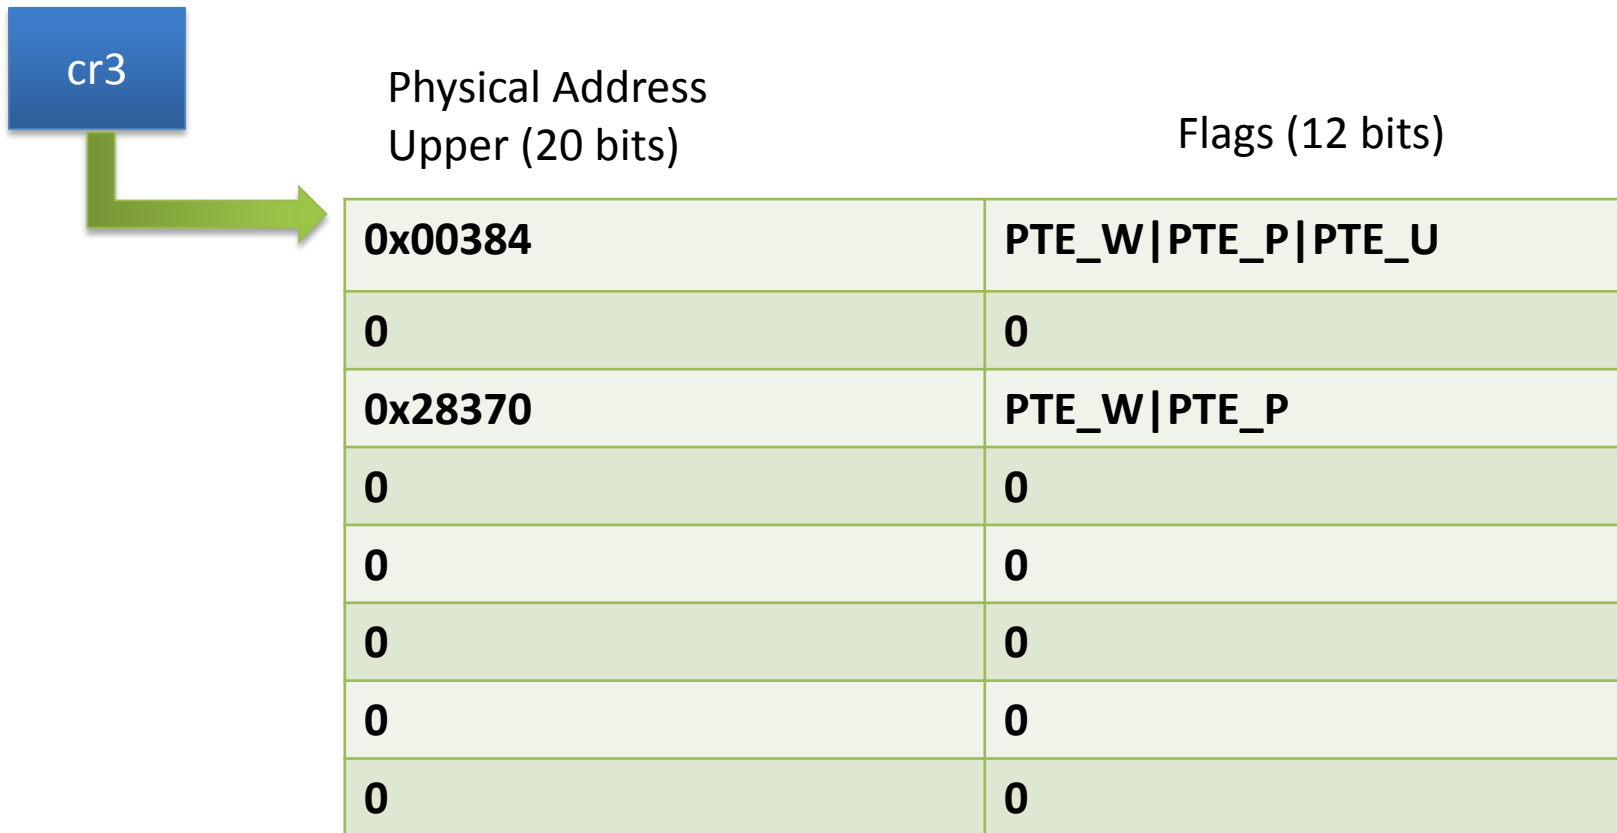 cr3
Physical Address
Upper (20 bits)
Flags (12 bits)
0x00384 PTE_W|PTE_P|PTE_U
0 0
0x28370 PTE_W|PTE_P
0 0
0 0
0 0
0 0
0 0